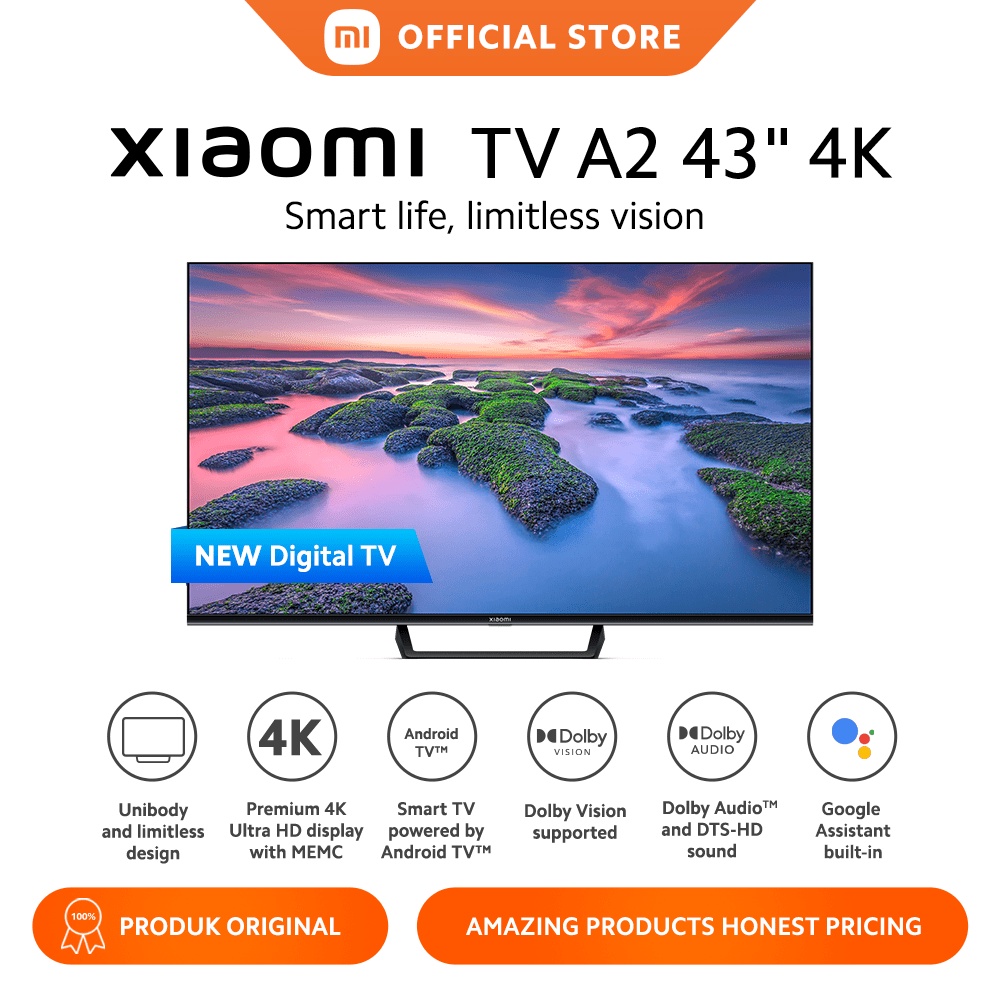 mi OFFICIAL STORE
xiaomi TV A2 43" 4K
Smart life, limitless vision
NEW Digital TV
xiaomi
4K
Android
TV™
Dolby
VISION
Dolby
AUDIO
Unibody
and limitless
design
Premium 4K
Ultra HD display
with MEMC
Smart TV
powered by
Android TV™
Dolby Vision
supported
Dolby Audio™
and DTS-HD
sound
Google
Assistant
built-in
100%
PRODUK ORIGINAL
AMAZING PRODUCTS HONEST PRICING